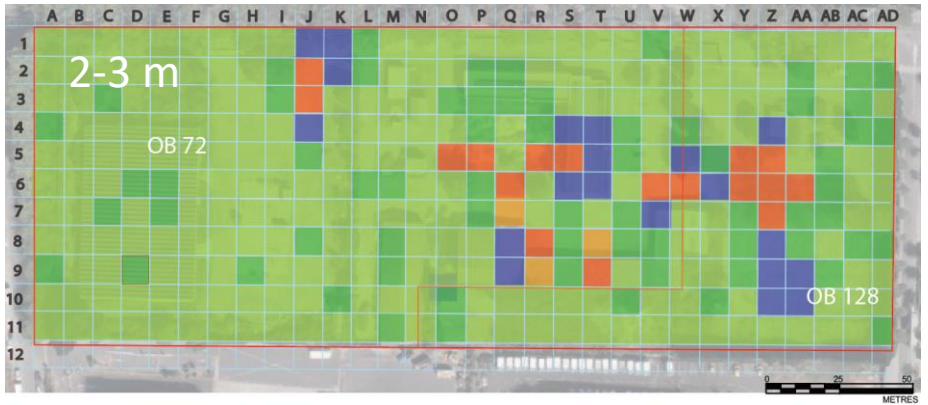 A B C D E F G H I J K L M N O P Q R S T U V W X Y Z AA AB AC AD
1
2-3 m
2
3
4
OB 72
5
6
7
8
9
OB 128
10
11
12
0 25 50
METRES